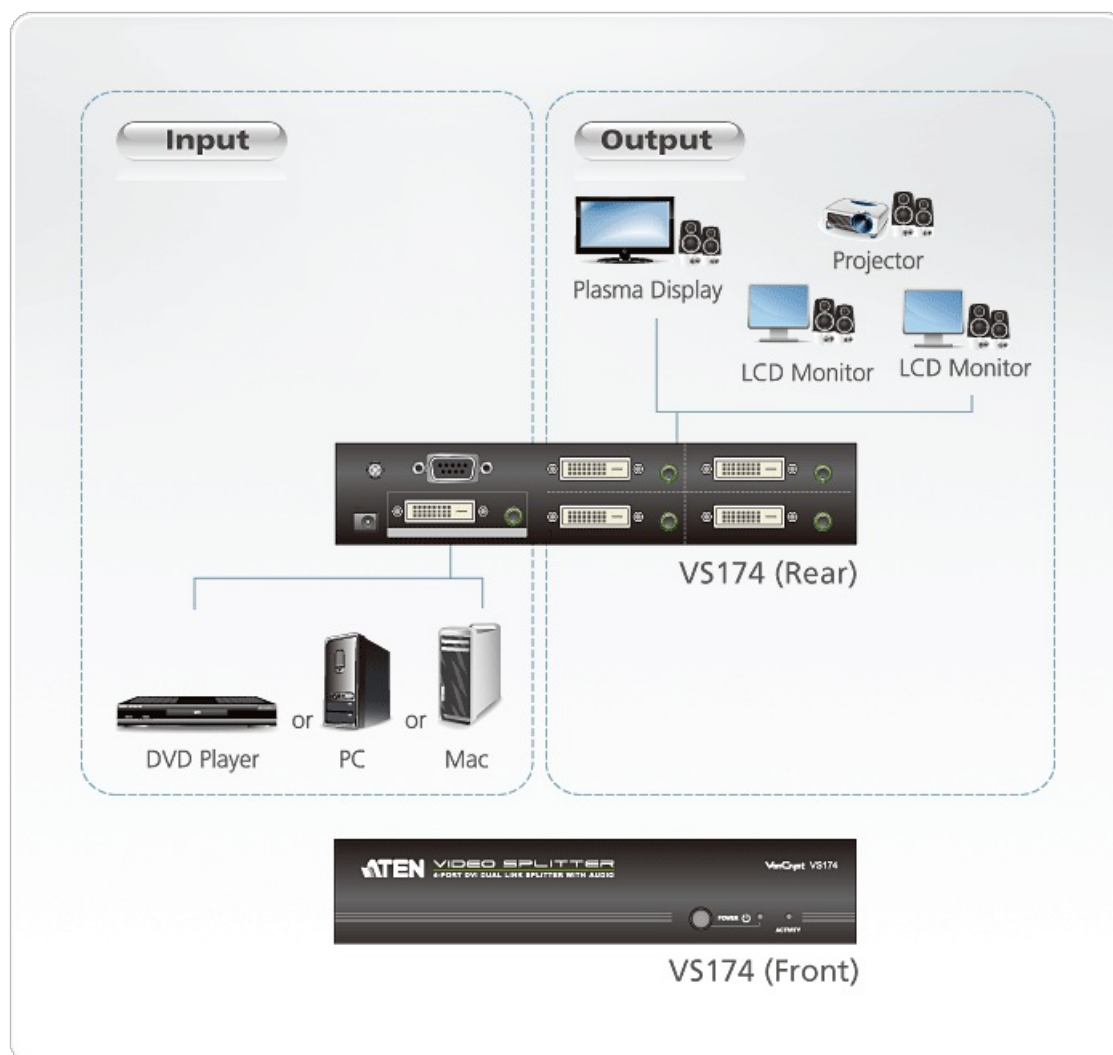 Input
Output
Plasma Display
Projector
LCD Monitor
LCD Monitor
VS174 (Rear)
DVD Player
or
PC
or
Mac
ATEN VIDEO SPLITTER
4-PORT DVI DUAL LINK SPLITTER WITH AUDIO
VanCryst VS174
POWER
ACTIVITY
VS174 (Front)